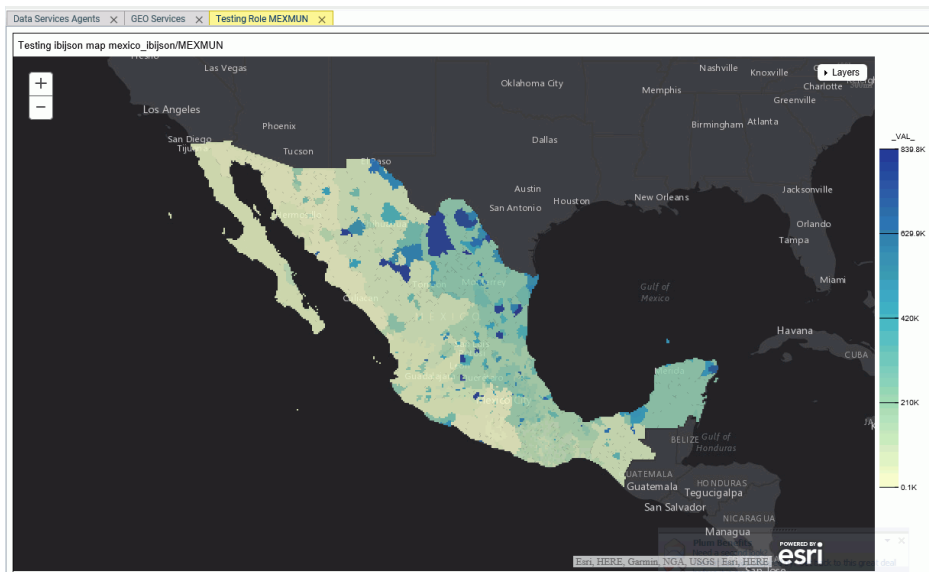 Data Services Agents
GEO Services
Testing Role MEXMUN
Testing ibijson map mexico_ibijson/MEXMUN
Layers
Las Vegas
Los Angeles
San Diego
Phoenix
Tucson
Oklahoma City
Dallas
Austin
San Antonio
Houston
New Orleans
Memphis
Nashville
Knoxville
Charlotte
Greenville
Birmingham
Atlanta
Jacksonville
Orlando
Tampa
Miami
Gulf of
Mexico
Havana
CUBA
MEXICO
BELIZE
Gulf of
Honduras
Guatemala
HONDURAS
Tegucigalpa
San Salvador
NICARAGUA
Managua
_VAL_
839.8K
629.9K
420K
210K
0.1K
POWERED BY
esri
Esri, HERE, Garmin, NGA, USGS | Esri, HERE